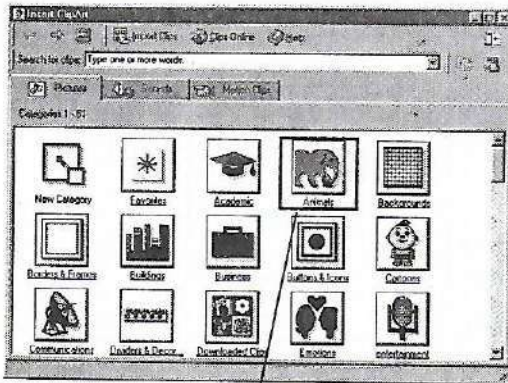 Insert ClipArt
Import Clips Clips Online Help
Search for clips: Type one or more words.
Pictures Sounds Motion Clips
Categories 1 -
New Category Favorites Academic Animals Backgrounds
Borders & Frames Buildings Business Buttons & Icons Cartoons
Communications Dividers & Decor... Downloaded Clips Emotions entertainment